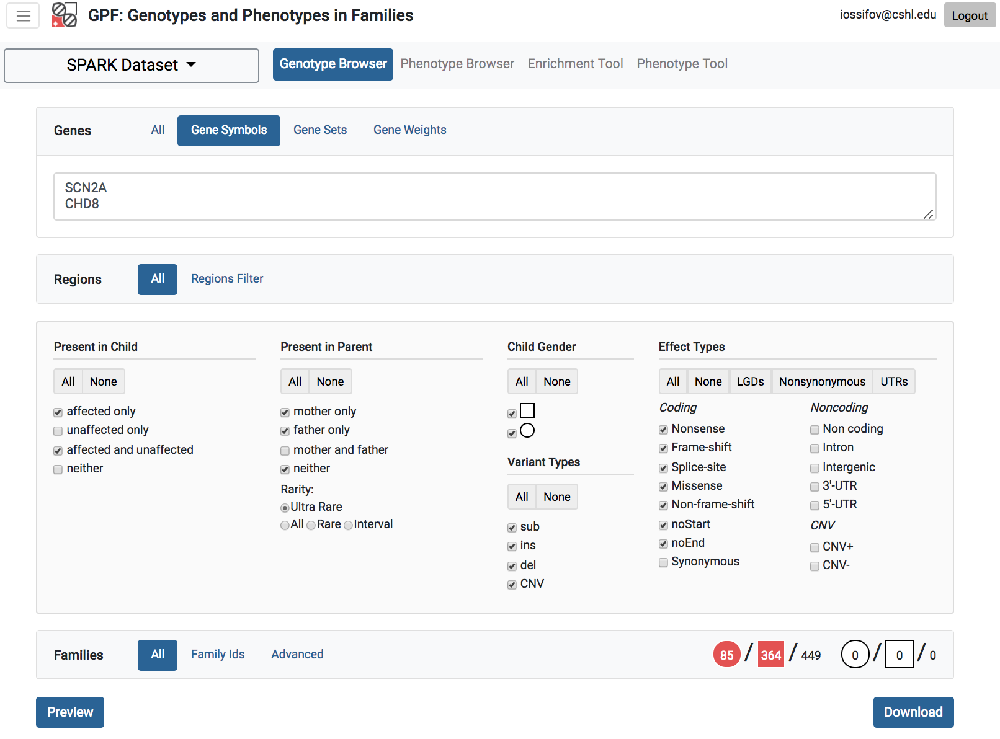 GPF: Genotypes and Phenotypes in Families
iossifov@cshl.edu
Logout
SPARK Dataset
Genotype Browser
Phenotype Browser
Enrichment Tool
Phenotype Tool
Genes
All
Gene Symbols
Gene Sets
Gene Weights
SCN2A
CHD8
Regions
All
Regions Filter
Present in Child
All
None
affected only
unaffected only
affected and unaffected
neither
Present in Parent
All
None
mother only
father only
mother and father
neither
Rarity:
Ultra Rare
All Rare Interval
Child Gender
All
None
Variant Types
All
None
sub
ins
del
CNV
Effect Types
All
None
LGDs
Nonsynonymous
UTRs
Coding
Nonsense
Frame-shift
Splice-site
Missense
Non-frame-shift
noStart
noEnd
Synonymous
Noncoding
Non coding
Intron
Intergenic
3'-UTR
5'-UTR
CNV
CNV+
CNV-
Families
All
Family Ids
Advanced
85 / 364 / 449
0 / 0 / 0
Preview
Download